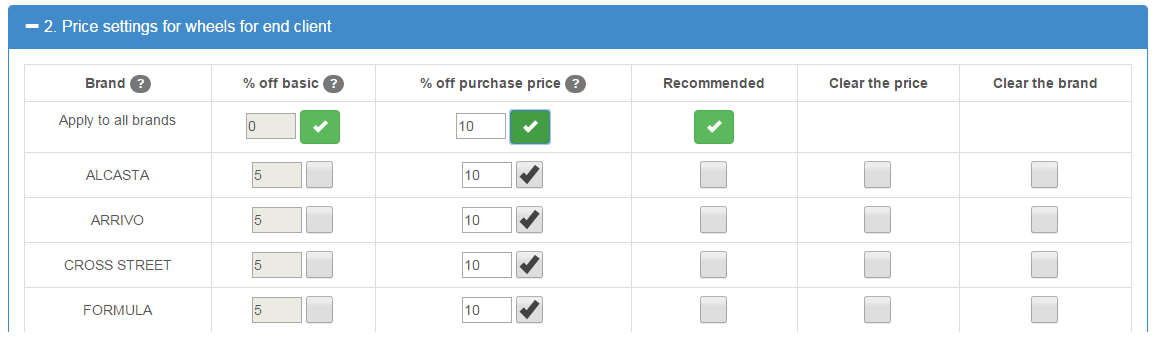 2. Price settings for wheels for end client
Brand ? % off basic ? % off purchase price ? Recommended Clear the price Clear the brand
Apply to all brands 0 10
ALCASTA 5 10
ARRIVO 5 10
CROSS STREET 5 10
FORMULA 5 10